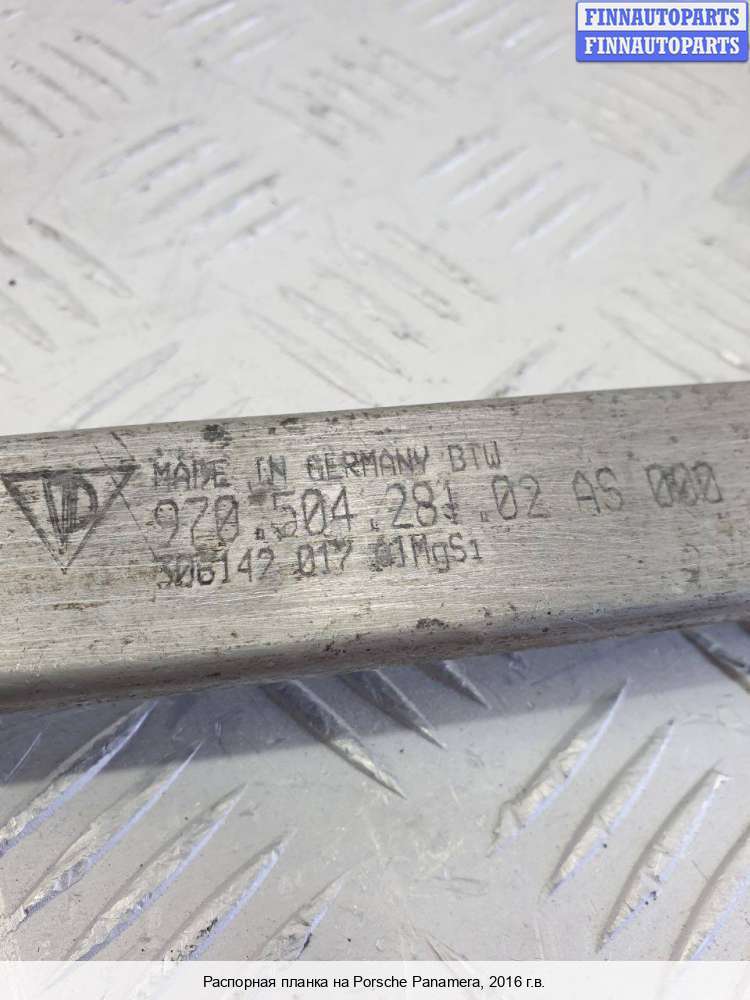 FINNAUTOPARTS
FINNAUTOPARTS
MADE IN GERMANY BTW
970.504.281.02 AS 000
306142 017 AlMgSi
Распорная планка на Porsche Panamera, 2016 г.в.